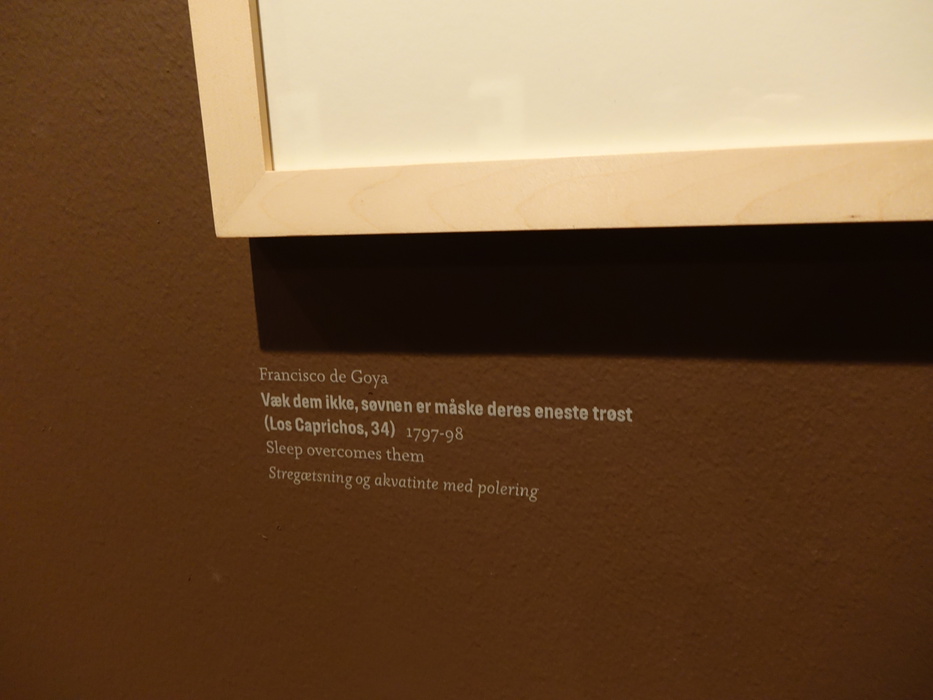 Francisco de Goya
Væk dem ikke, søvnen er måske deres eneste trøst
(Los Caprichos, 34) 1797-98
Sleep overcomes them
Stregætsning og akvatinte med polering